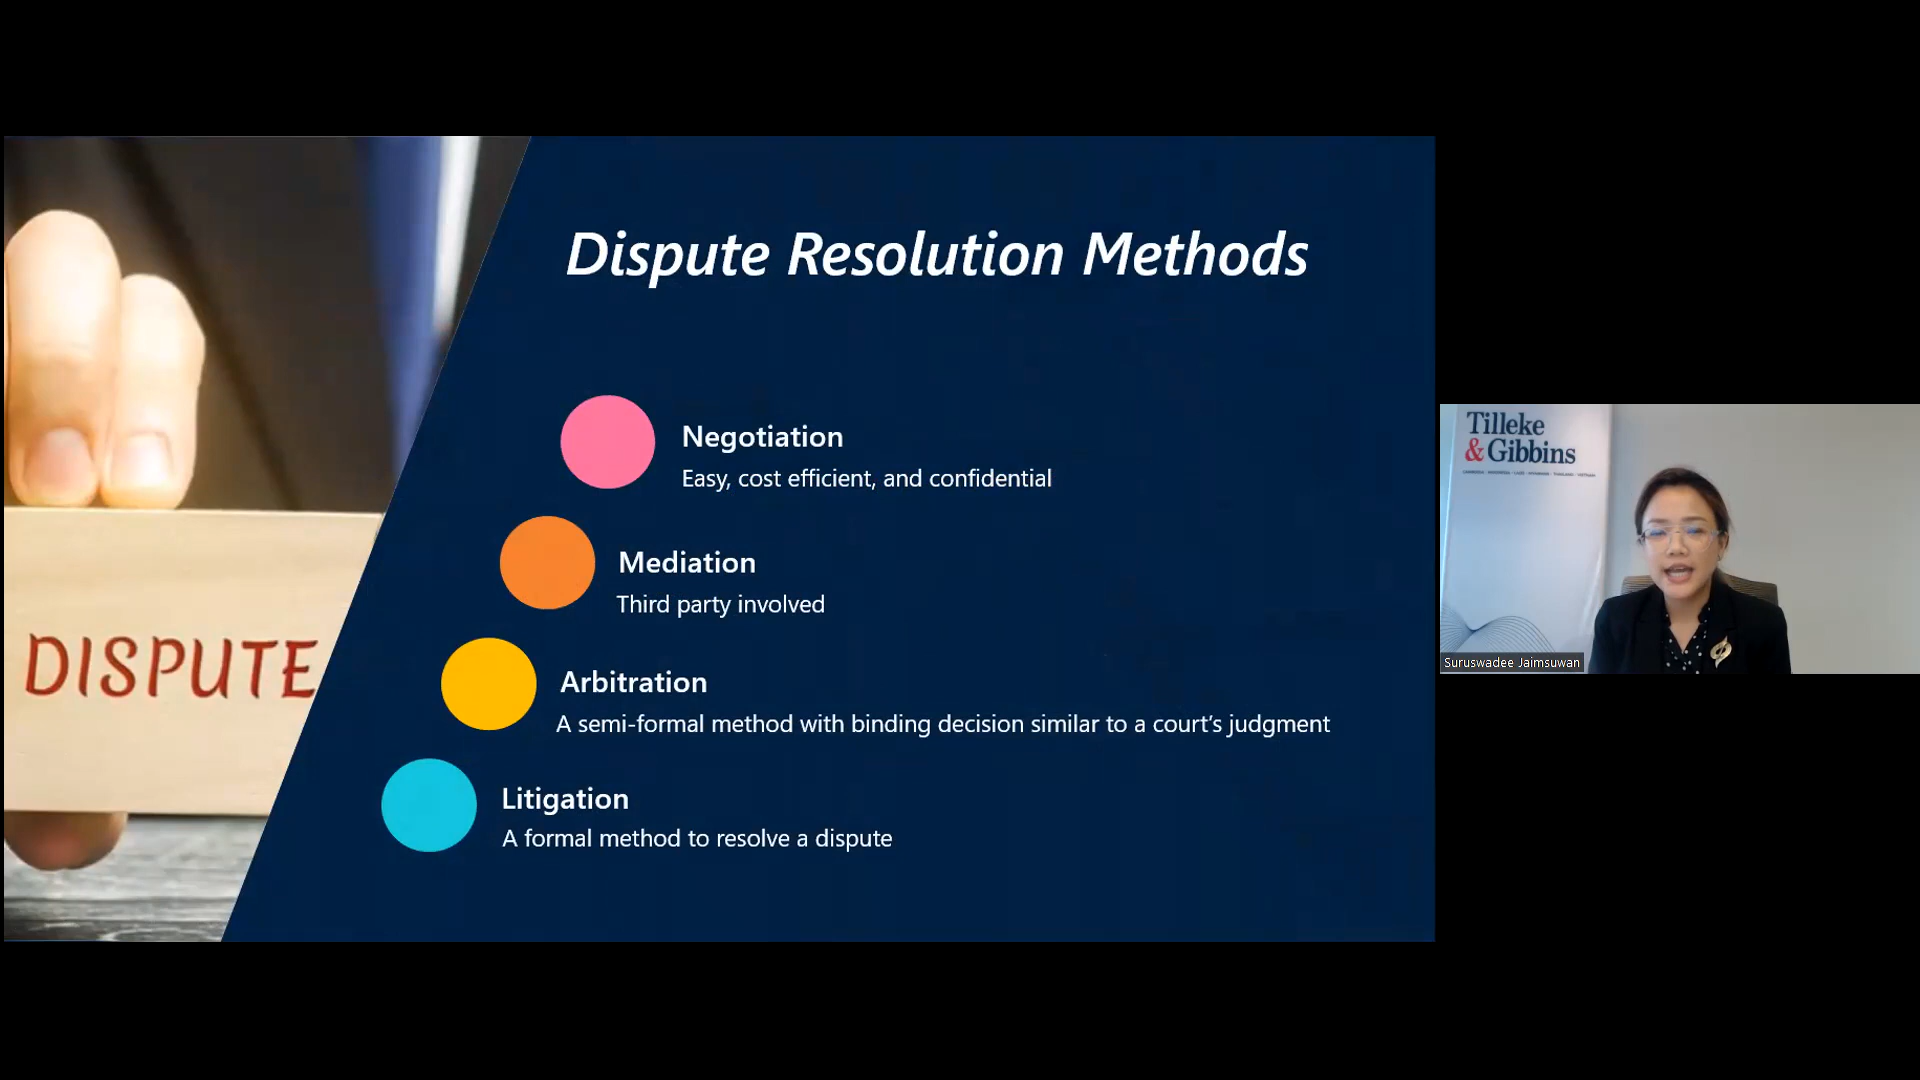 Dispute Resolution Methods
Negotiation
Easy, cost efficient, and confidential
Mediation
Third party involved
Arbitration
A semi-formal method with binding decision similar to a court's judgment
Litigation
A formal method to resolve a dispute
DISPUTE
Tilleke
& Gibbins
Suruswadee Jaimsuwan